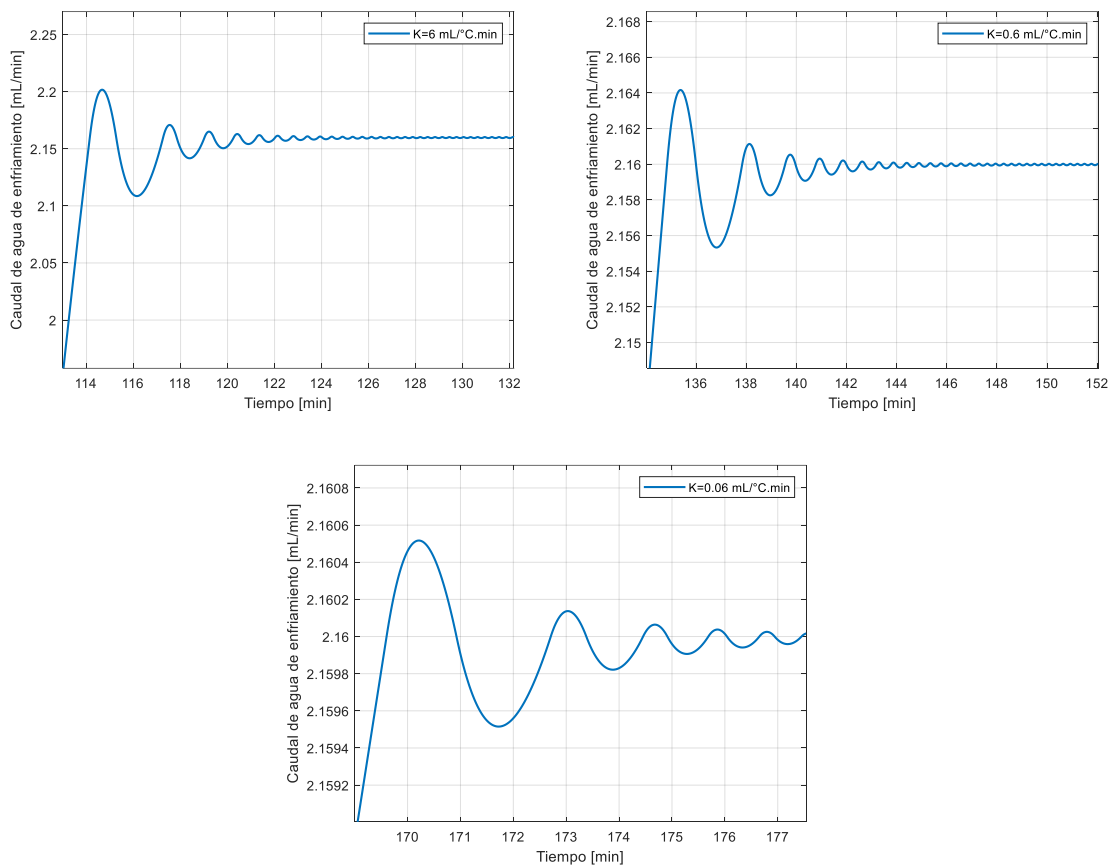 K=6 mL/°C.min
2.25
2.2
2.15
2.1
2.05
2
Caudal de agua de enfriamiento [mL/min]
114 116 118 120 122 124 126 128 130 132
Tiempo [min]
K=0.6 mL/°C.min
2.168
2.166
2.164
2.162
2.16
2.158
2.156
2.154
2.152
2.15
Caudal de agua de enfriamiento [mL/min]
136 138 140 142 144 146 148 150 152
Tiempo [min]
K=0.06 mL/°C.min
2.1608
2.1606
2.1604
2.1602
2.16
2.1598
2.1596
2.1594
2.1592
Caudal de agua de enfriamiento [mL/min]
170 171 172 173 174 175 176 177
Tiempo [min]